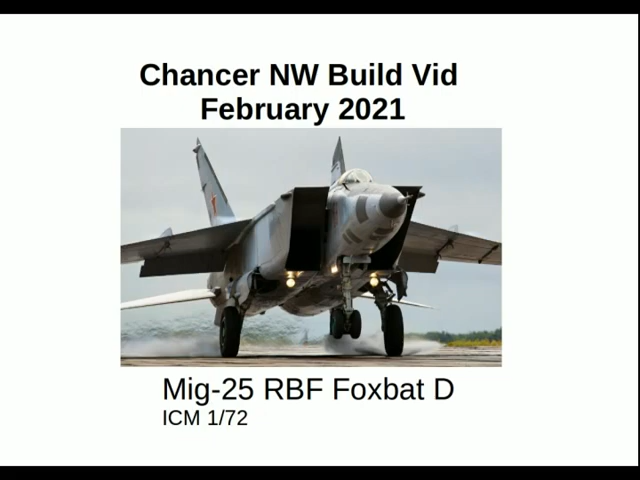 Chancer NW Build Vid
February 2021
Mig-25 RBF Foxbat D
ICM 1/72